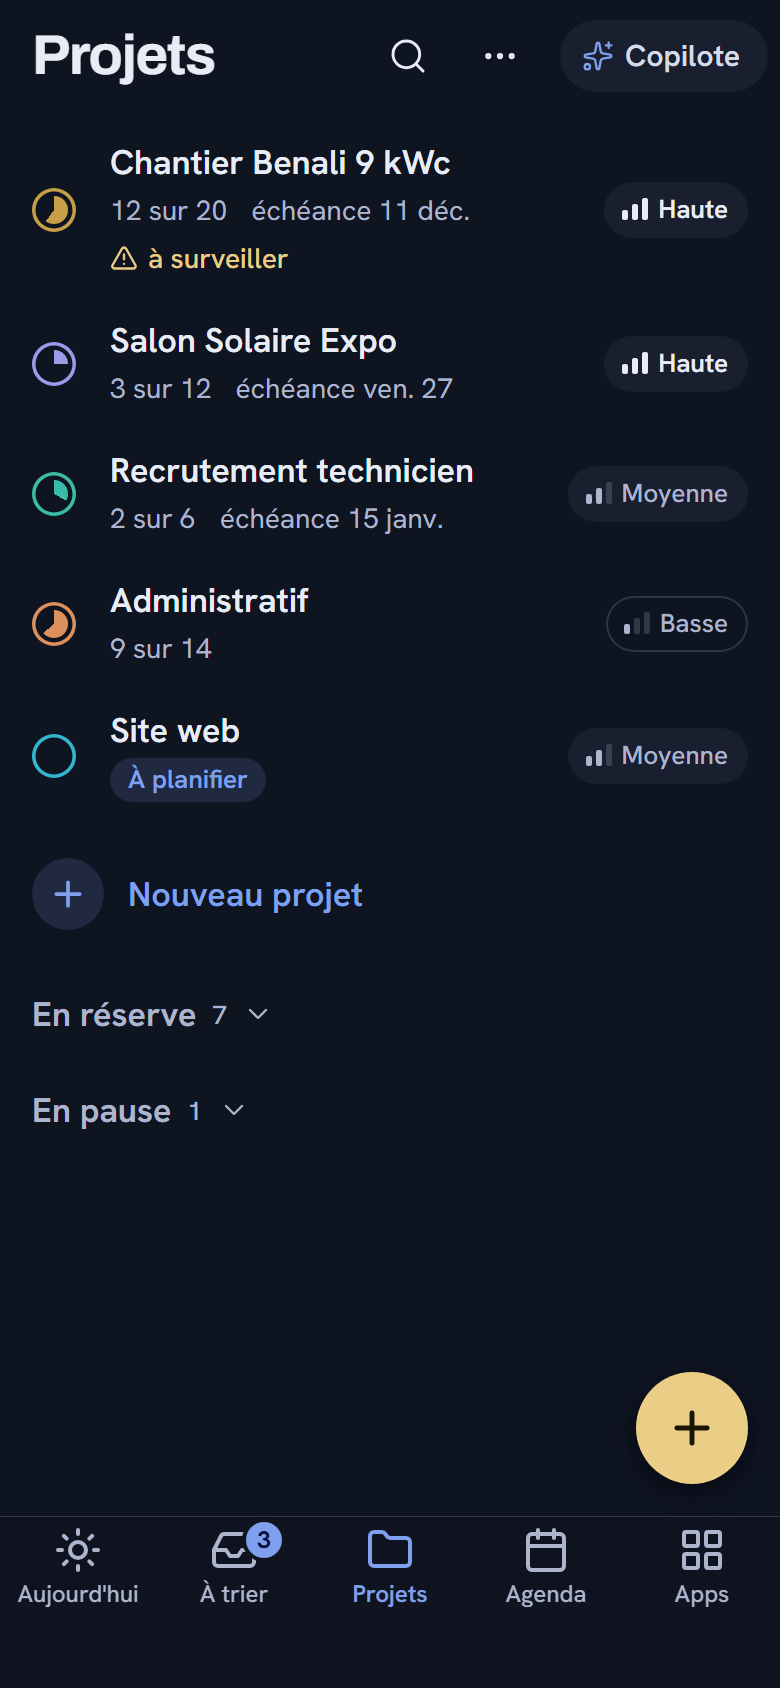 Projets
Copilote
Chantier Benali 9 kWc
12 sur 20 échéance 11 déc.
Haute
à surveiller
Salon Solaire Expo
3 sur 12 échéance ven. 27
Haute
Recrutement technicien
2 sur 6 échéance 15 janv.
Moyenne
Administratif
9 sur 14
Basse
Site web
À planifier
Moyenne
Nouveau projet
En réserve 7
En pause 1
3
Aujourd'hui
À trier
Projets
Agenda
Apps